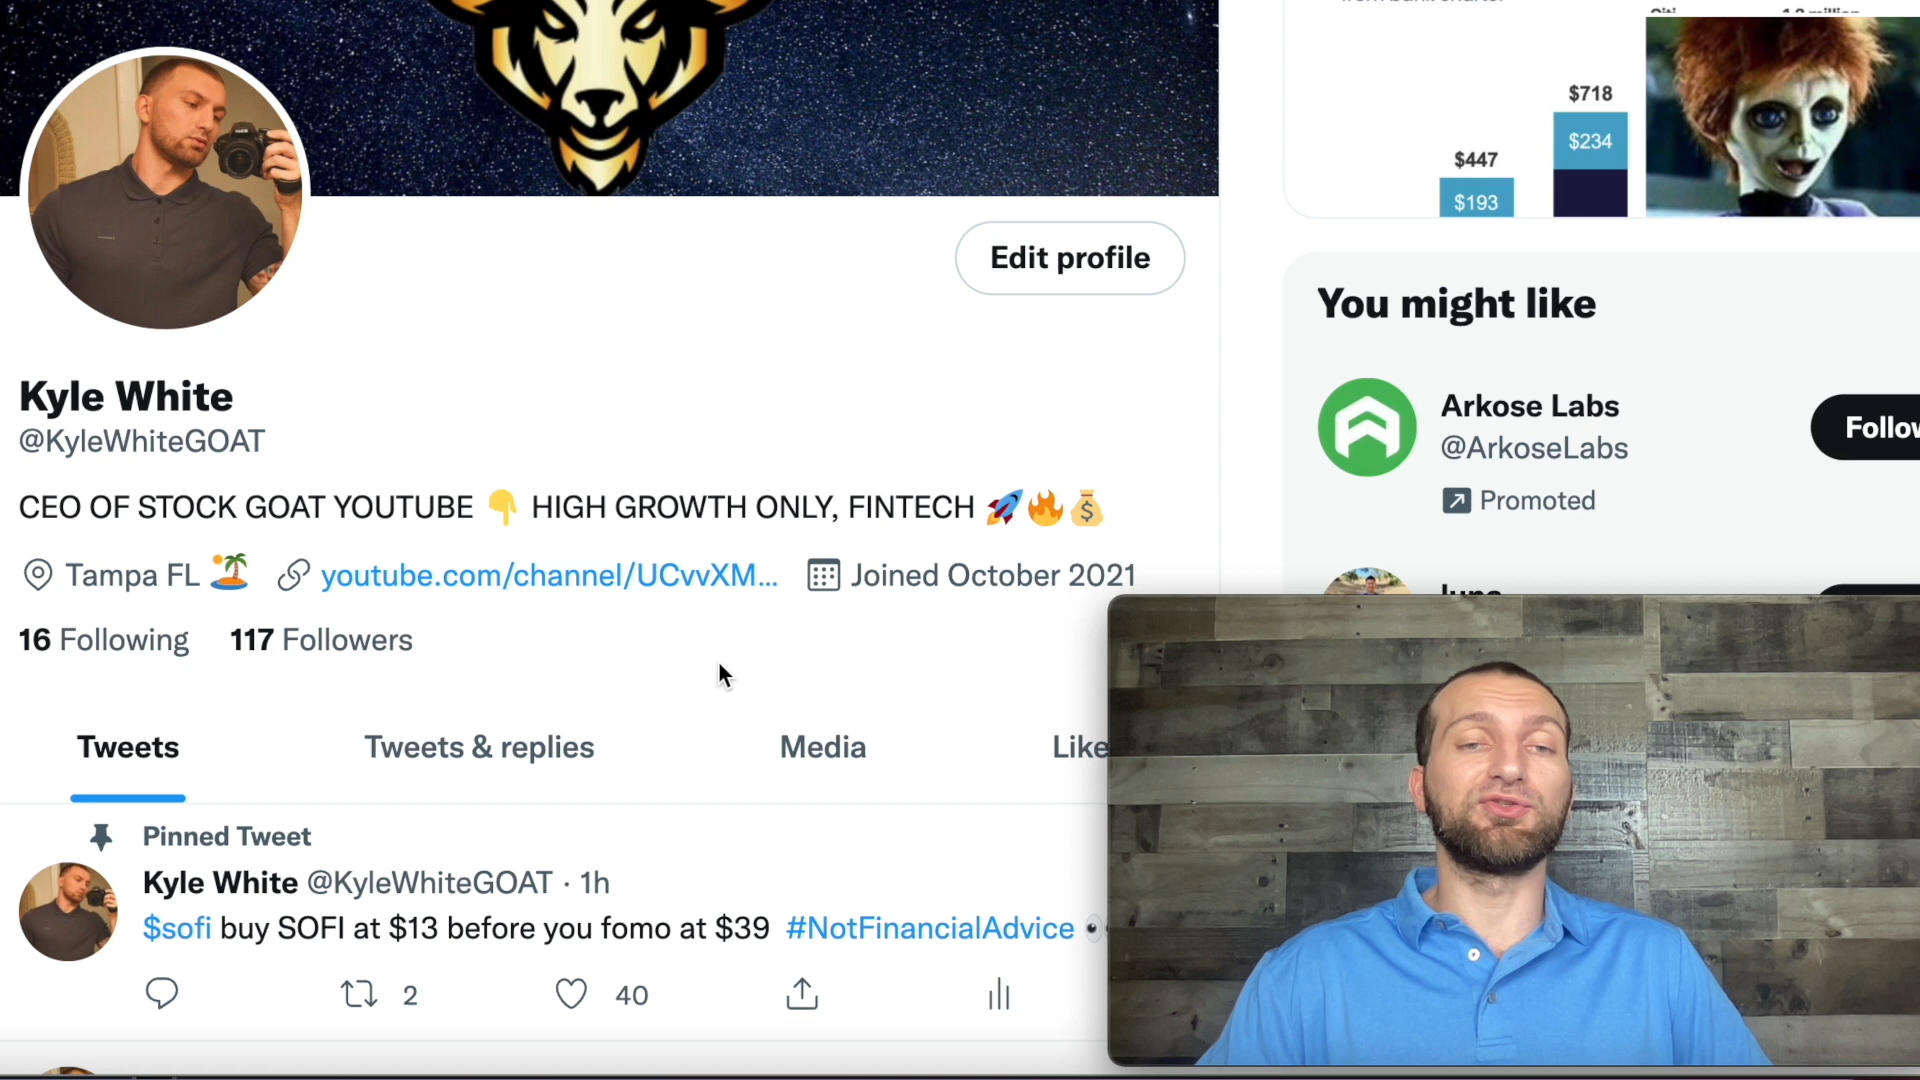 $718
$234
$447
$193
Edit profile
Kyle White
@KyleWhiteGOAT
CEO OF STOCK GOAT YOUTUBE 👇 HIGH GROWTH ONLY, FINTECH 🚀🔥💰
Tampa FL 🏝️ youtube.com/channel/UCvvXM... Joined October 2021
16 Following 117 Followers
Tweets Tweets & replies Media Like
Pinned Tweet
Kyle White @KyleWhiteGOAT · 1h
$sofi buy SOFI at $13 before you fomo at $39 #NotFinancialAdvice 👀
2 40
You might like
Arkose Labs
@ArkoseLabs
Follow
Promoted